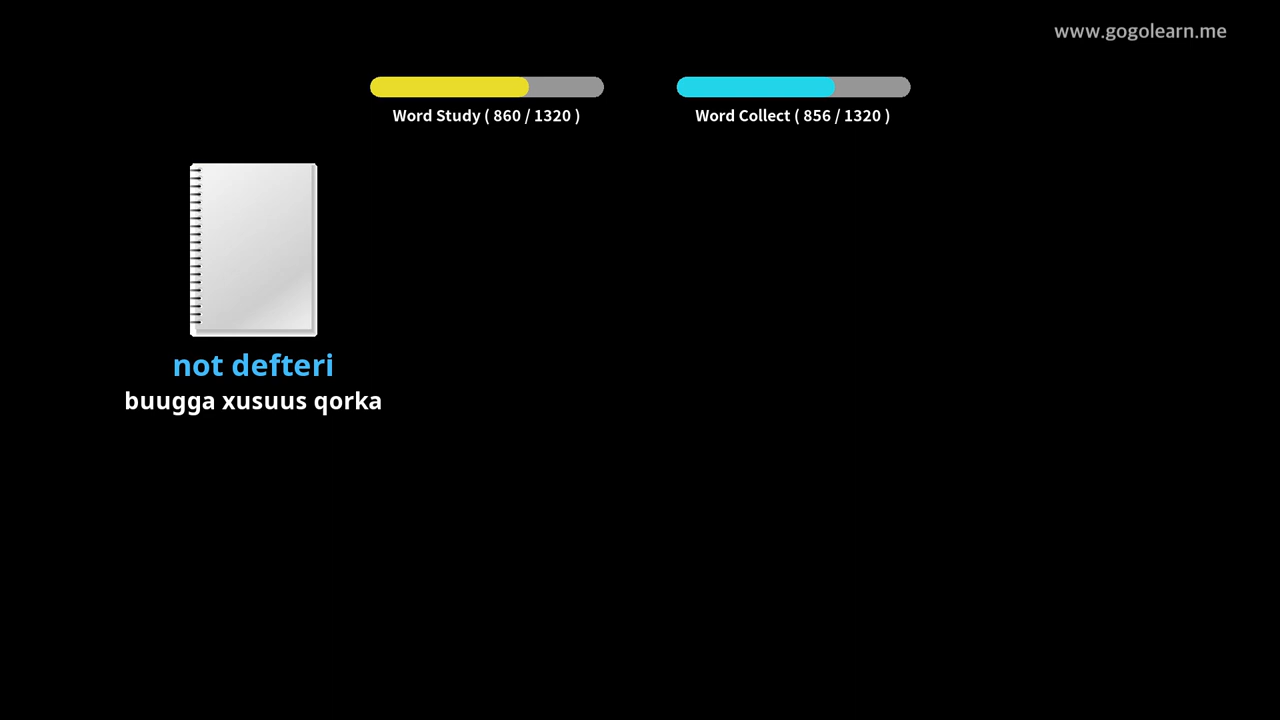 www.gogolearn.me
Word Study ( 860 / 1320 )
Word Collect ( 856 / 1320 )
not defteri
buugga xusuus qorka